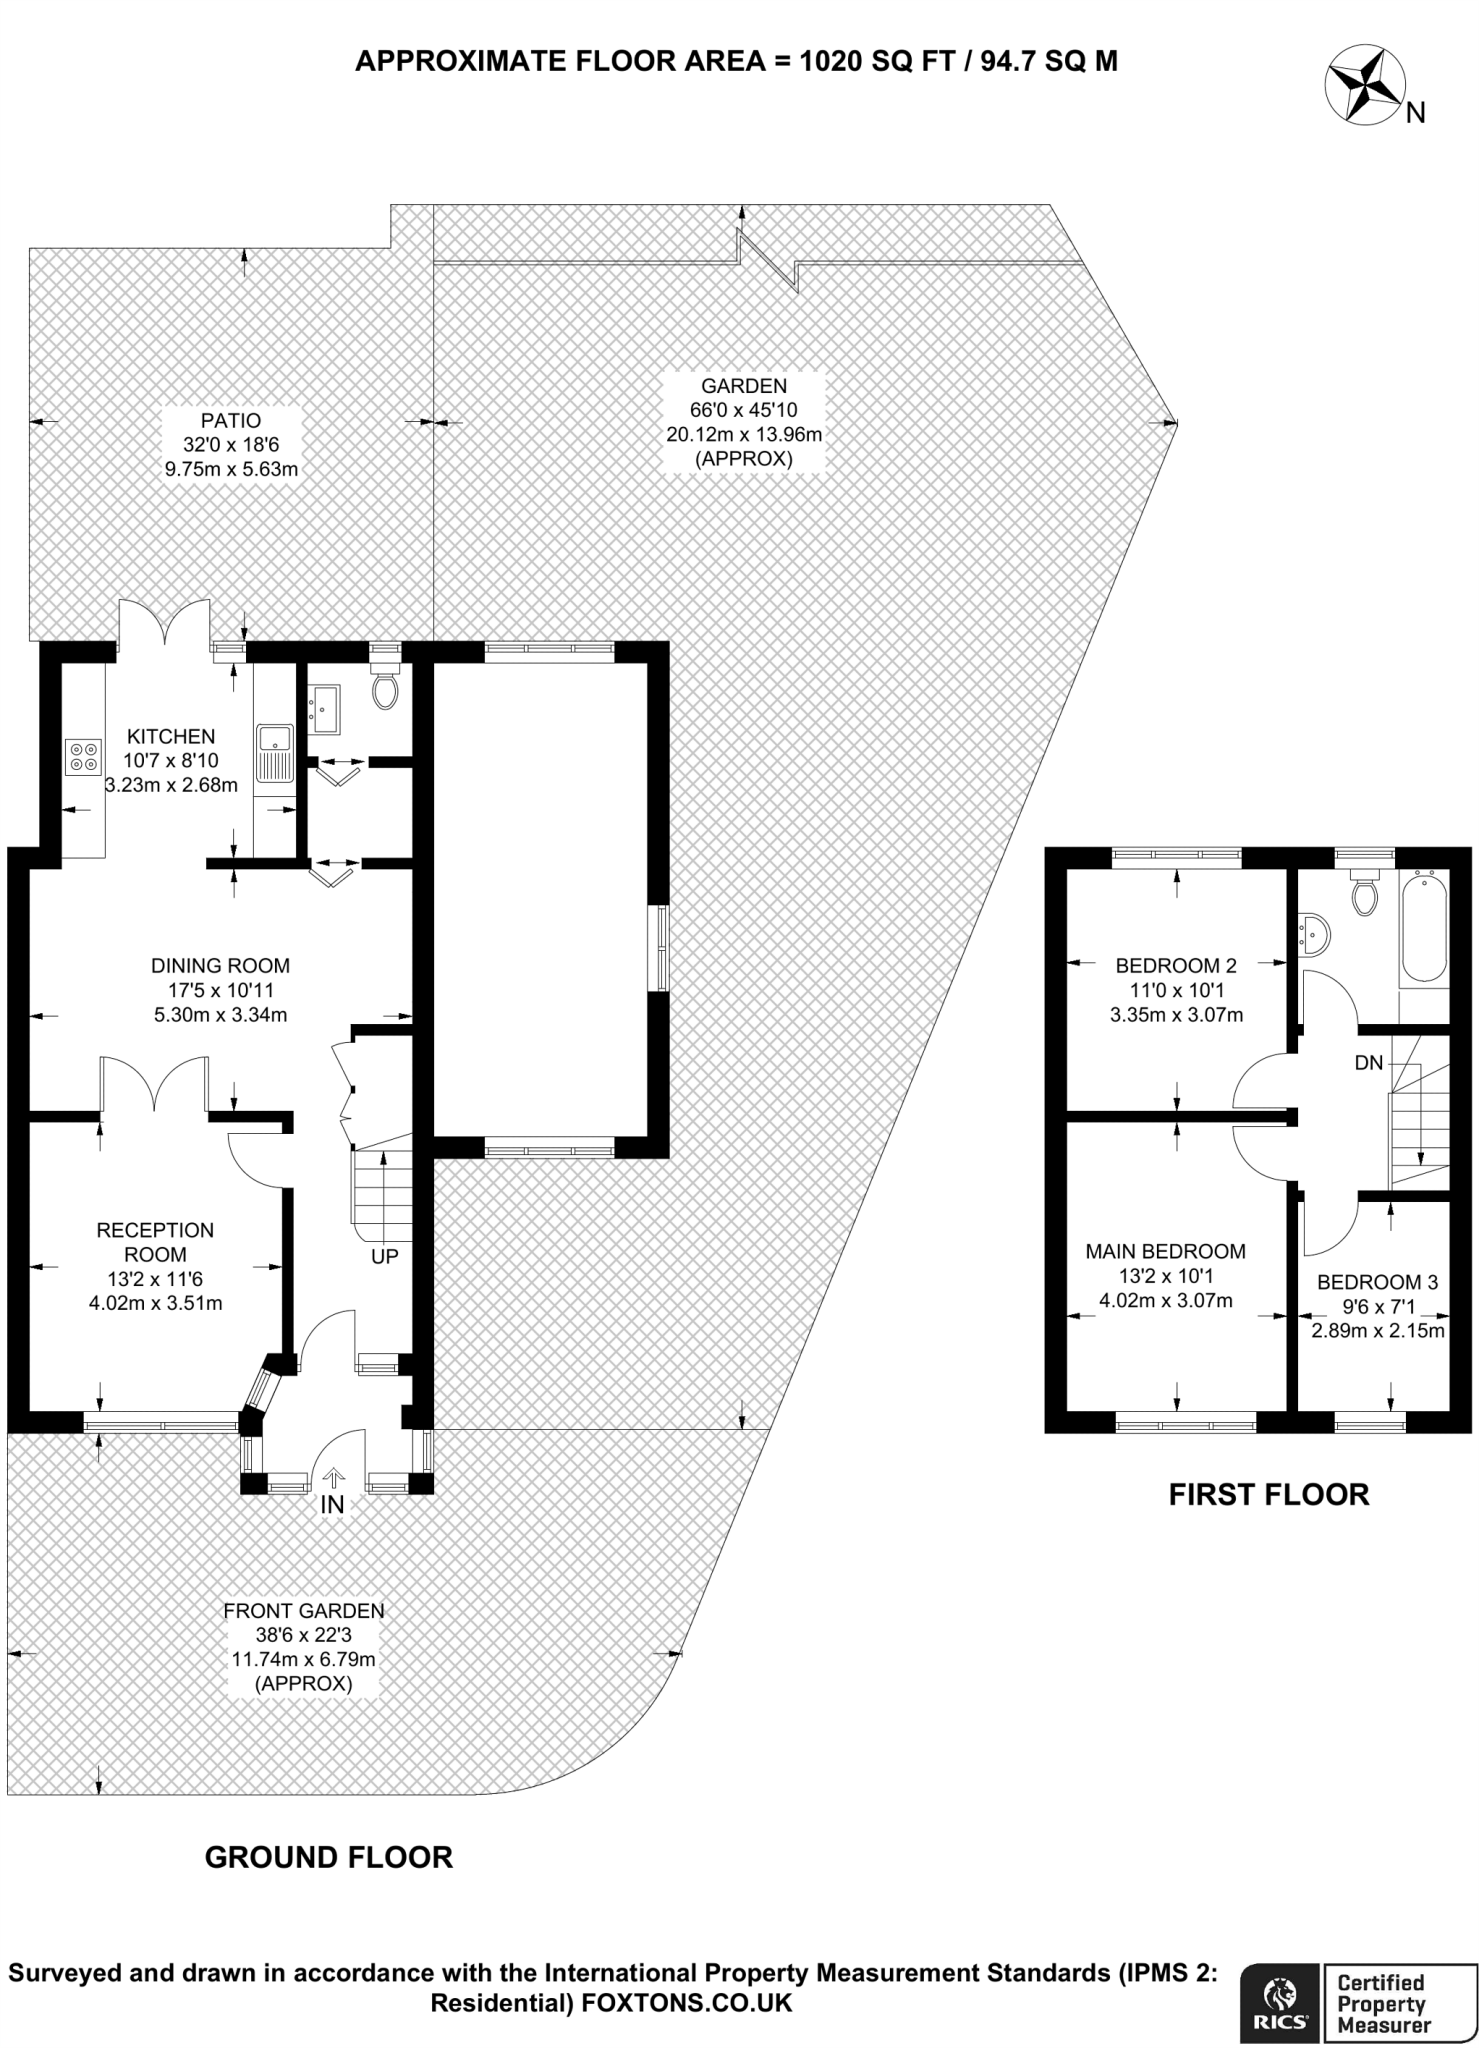 APPROXIMATE FLOOR AREA = 1020 SQ FT / 94.7 SQ M
N
PATIO
32'0 x 18'6
9.75m x 5.63m
GARDEN
66'0 x 45'10
20.12m x 13.96m
(APPROX)
KITCHEN
10'7 x 8'10
3.23m x 2.68m
DINING ROOM
17'5 x 10'11
5.30m x 3.34m
RECEPTION
ROOM
13'2 x 11'6
4.02m x 3.51m
UP
IN
FRONT GARDEN
38'6 x 22'3
11.74m x 6.79m
(APPROX)
GROUND FLOOR
BEDROOM 2
11'0 x 10'1
3.35m x 3.07m
DN
MAIN BEDROOM
13'2 x 10'1
4.02m x 3.07m
BEDROOM 3
9'6 x 7'1
2.89m x 2.15m
FIRST FLOOR
Surveyed and drawn in accordance with the International Property Measurement Standards (IPMS 2:
Residential) FOXTONS.CO.UK
RICS
Certified
Property
Measurer